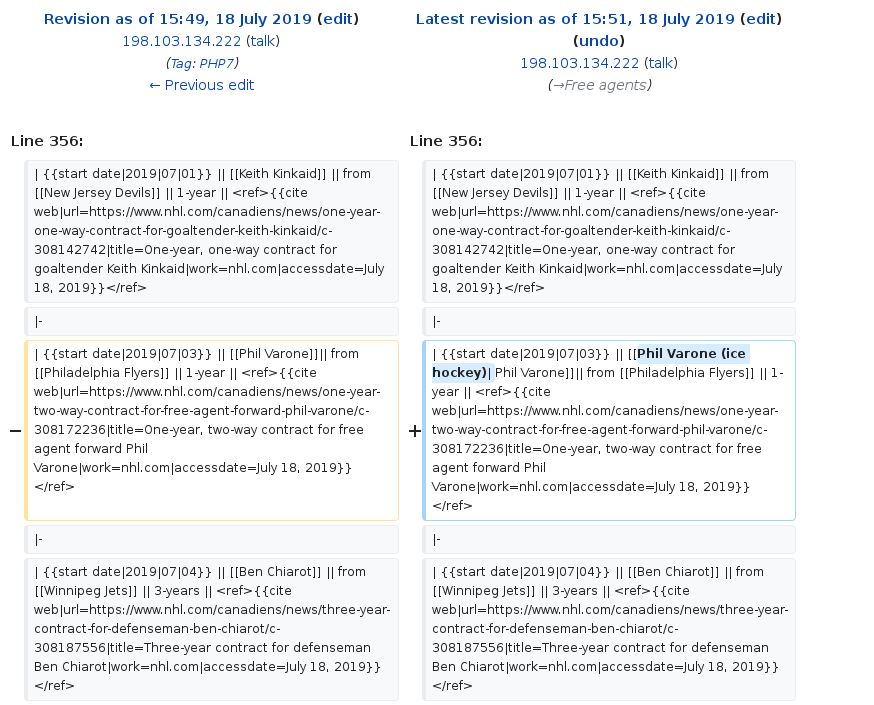 Revision as of 15:49, 18 July 2019 (edit)
198.103.134.222 (talk)
(Tag: PHP7)
← Previous edit
Latest revision as of 15:51, 18 July 2019 (edit)
(undo)
198.103.134.222 (talk)
(→Free agents)
Line 356:
| {{start date|2019|07|01}} || [[Keith Kinkaid]] || from
[[New Jersey Devils]] || 1-year || <ref>{{cite
web|url=https://www.nhl.com/canadiens/news/one-year-
one-way-contract-for-goaltender-keith-kinkaid/c-
308142742|title=One-year, one-way contract for
goaltender Keith Kinkaid|work=nhl.com|accessdate=July
18, 2019}}</ref>
|-
− | {{start date|2019|07|03}} || [[Phil Varone]]|| from
[[Philadelphia Flyers]] || 1-year || <ref>{{cite
web|url=https://www.nhl.com/canadiens/news/one-year-
two-way-contract-for-free-agent-forward-phil-varone/c-
308172236|title=One-year, two-way contract for free
agent forward Phil
Varone|work=nhl.com|accessdate=July 18, 2019}}
</ref>
|-
| {{start date|2019|07|04}} || [[Ben Chiarot]] || from
[[Winnipeg Jets]] || 3-years || <ref>{{cite
web|url=https://www.nhl.com/canadiens/news/three-year-
contract-for-defenseman-ben-chiarot/c-
308187556|title=Three-year contract for defenseman
Ben Chiarot|work=nhl.com|accessdate=July 18, 2019}}
</ref>
Line 356:
| {{start date|2019|07|01}} || [[Keith Kinkaid]] || from
[[New Jersey Devils]] || 1-year || <ref>{{cite
web|url=https://www.nhl.com/canadiens/news/one-year-
one-way-contract-for-goaltender-keith-kinkaid/c-
308142742|title=One-year, one-way contract for
goaltender Keith Kinkaid|work=nhl.com|accessdate=July
18, 2019}}</ref>
|-
+ | {{start date|2019|07|03}} || [[Phil Varone (ice
hockey)| Phil Varone]]|| from [[Philadelphia Flyers]] || 1-
year || <ref>{{cite
web|url=https://www.nhl.com/canadiens/news/one-year-
two-way-contract-for-free-agent-forward-phil-varone/c-
308172236|title=One-year, two-way contract for free
agent forward Phil
Varone|work=nhl.com|accessdate=July 18, 2019}}
</ref>
|-
| {{start date|2019|07|04}} || [[Ben Chiarot]] || from
[[Winnipeg Jets]] || 3-years || <ref>{{cite
web|url=https://www.nhl.com/canadiens/news/three-year-
contract-for-defenseman-ben-chiarot/c-
308187556|title=Three-year contract for defenseman
Ben Chiarot|work=nhl.com|accessdate=July 18, 2019}}
</ref>